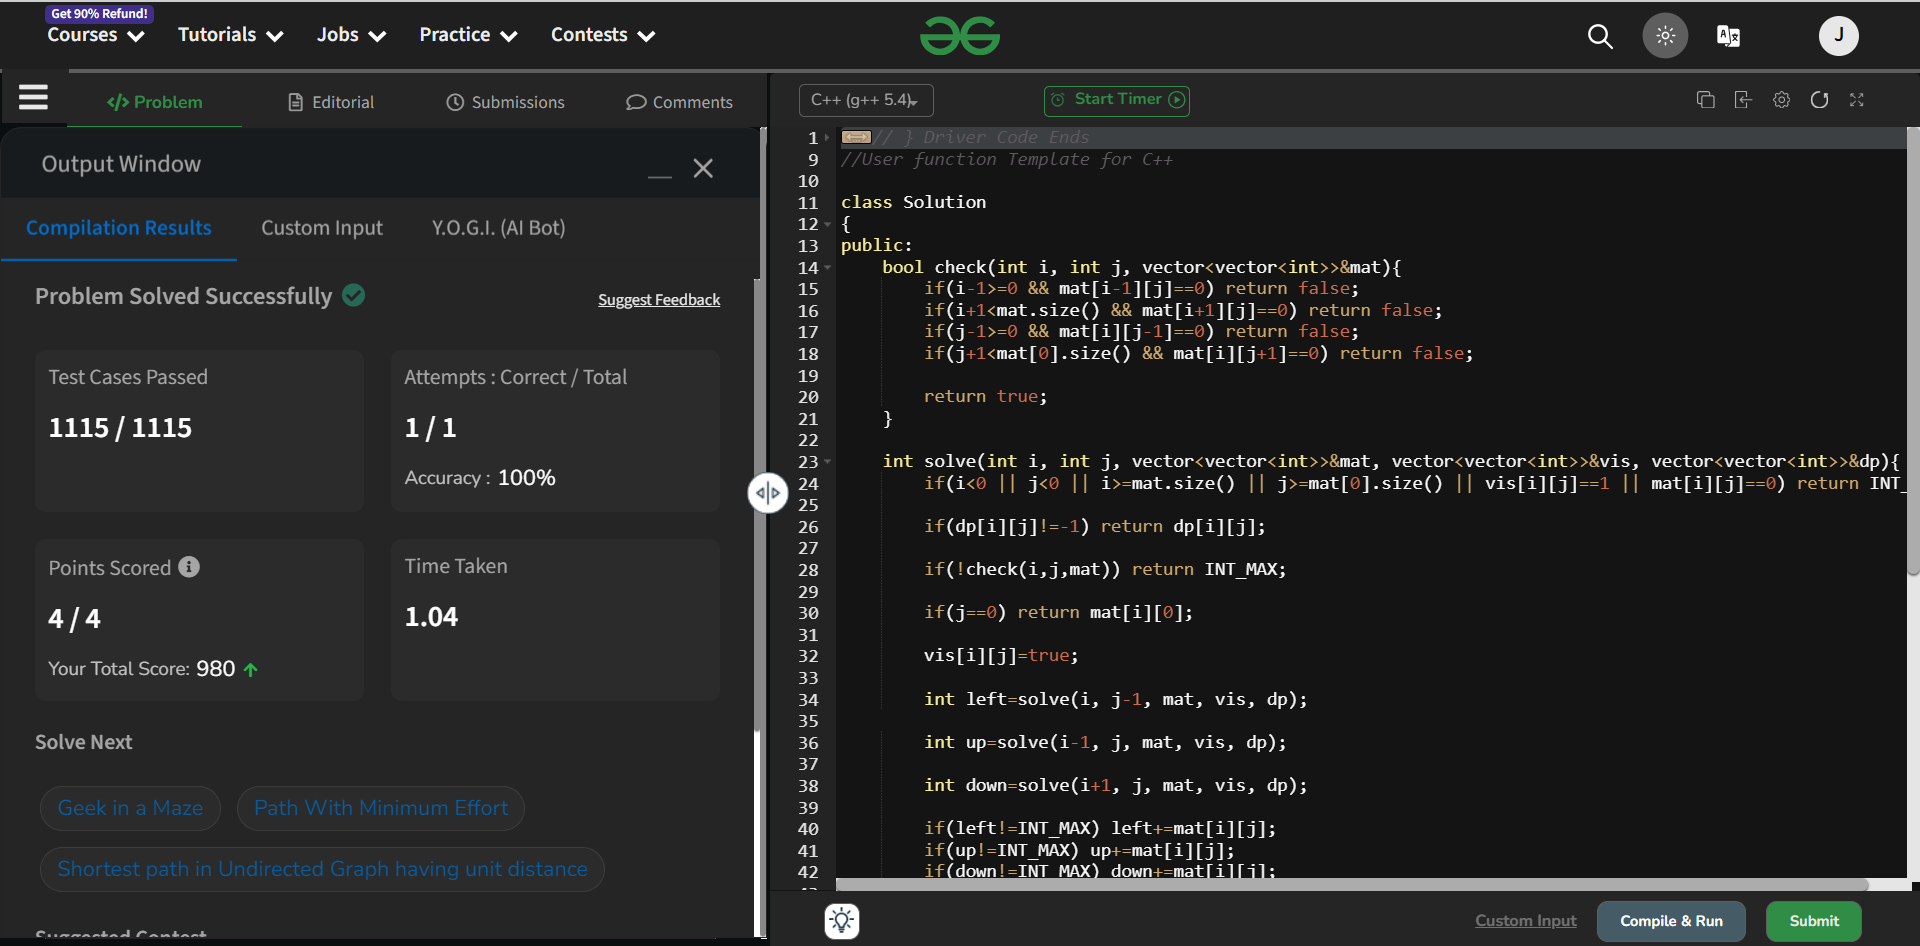 Get 90% Refund!
Courses Tutorials Jobs Practice Contests
J
Problem Editorial Submissions Comments
C++ (g++ 5.4)
Start Timer
Output Window
Compilation Results Custom Input Y.O.G.I. (AI Bot)
Problem Solved Successfully
Suggest Feedback
Test Cases Passed
1115 / 1115
Attempts : Correct / Total
1 / 1
Accuracy : 100%
Points Scored
4 / 4
Your Total Score: 980
Time Taken
1.04
Solve Next
Geek in a Maze
Path With Minimum Effort
Shortest path in Undirected Graph having unit distance
Suggested Contest
1 // } Driver Code Ends
9 //User function Template for C++
10
11 class Solution
12 {
13 public:
14 bool check(int i, int j, vector<vector<int>>&mat){
15 if(i-1>=0 && mat[i-1][j]==0) return false;
16 if(i+1<mat.size() && mat[i+1][j]==0) return false;
17 if(j-1>=0 && mat[i][j-1]==0) return false;
18 if(j+1<mat[0].size() && mat[i][j+1]==0) return false;
19
20 return true;
21 }
22
23 int solve(int i, int j, vector<vector<int>>&mat, vector<vector<int>>&vis, vector<vector<int>>&dp){
24 if(i<0 || j<0 || i>=mat.size() || j>=mat[0].size() || vis[i][j]==1 || mat[i][j]==0) return INT_
25
26 if(dp[i][j]!=-1) return dp[i][j];
27
28 if(!check(i,j,mat)) return INT_MAX;
29
30 if(j==0) return mat[i][0];
31
32 vis[i][j]=true;
33
34 int left=solve(i, j-1, mat, vis, dp);
35
36 int up=solve(i-1, j, mat, vis, dp);
37
38 int down=solve(i+1, j, mat, vis, dp);
39
40 if(left!=INT_MAX) left+=mat[i][j];
41 if(up!=INT_MAX) up+=mat[i][j];
42 if(down!=INT_MAX) down+=mat[i][j];
Custom Input
Compile & Run
Submit